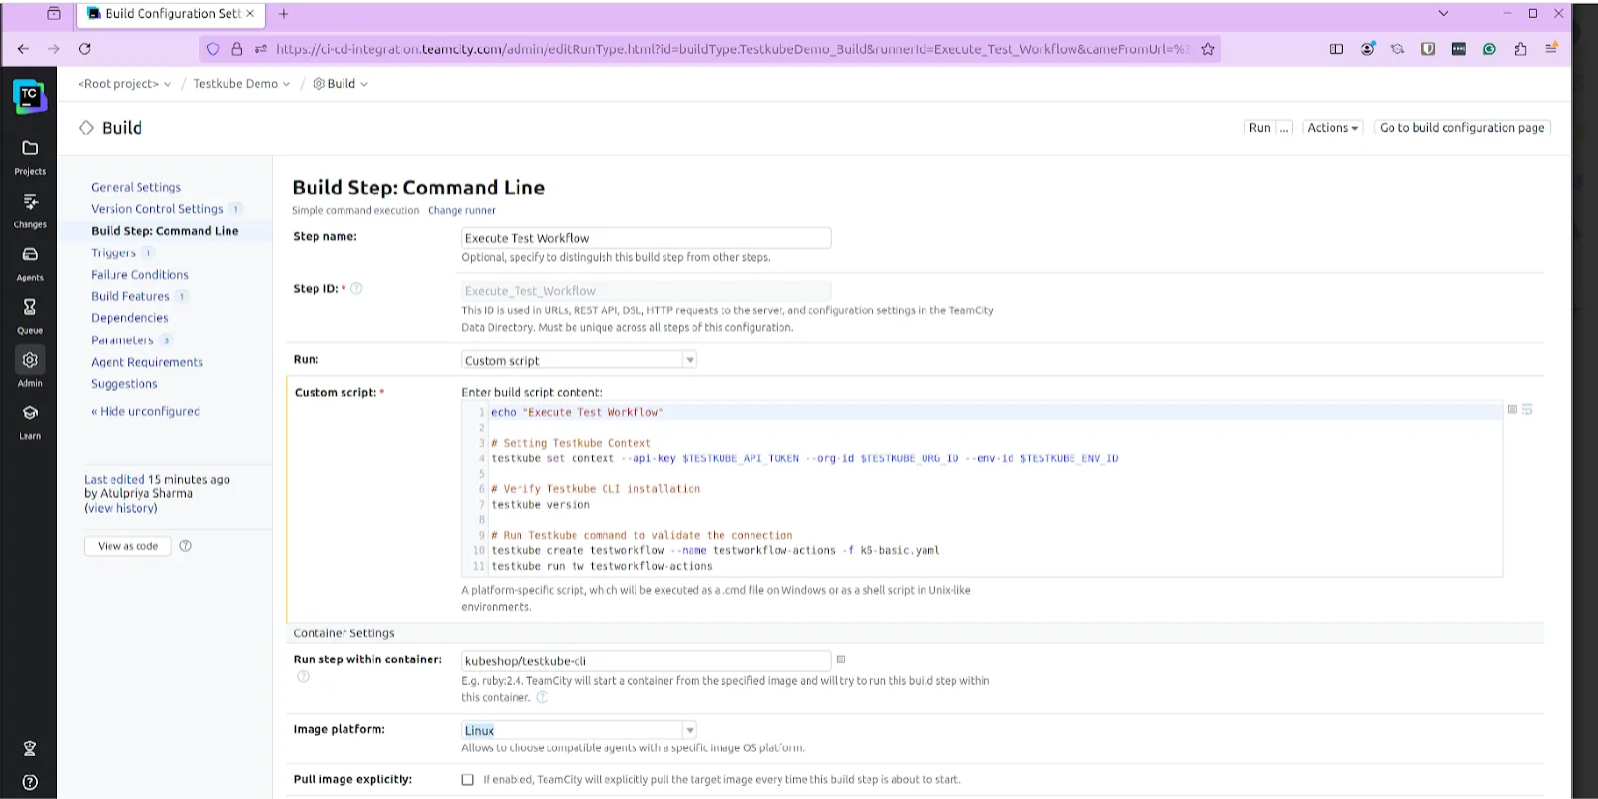 Build Configuration Sett ×
https://ci-cd-integration.teamcity.com/admin/editRunType.html?id=buildType:TestkubeDemo_Build&runnerId=Execute_Test_Workflow&cameFromUrl=%2
TC
<Root project> / Testkube Demo / Build
Build
Run ... Actions Go to build configuration page
Projects
Changes
Agents
Queue
Admin
Learn
General Settings
Version Control Settings 1
Build Step: Command Line
Triggers 1
Failure Conditions
Build Features 1
Dependencies
Parameters 3
Agent Requirements
Suggestions
« Hide unconfigured
Last edited 15 minutes ago
by Atulpriya Sharma
(view history)
View as code
Build Step: Command Line
Simple command execution Change runner
Step name: Execute Test Workflow
Optional, specify to distinguish this build step from other steps.
Step ID: * Execute_Test_Workflow
This ID is used in URLs, REST API, DSL, HTTP requests to the server, and configuration settings in the TeamCity
Data Directory. Must be unique across all steps of this configuration.
Run: Custom script
Custom script: * Enter build script content:
1 echo "Execute Test Workflow"
2
3 # Setting Testkube Context
4 testkube set context --api-key $TESTKUBE_API_TOKEN --org-id $TESTKUBE_ORG_ID --env-id $TESTKUBE_ENV_ID
5
6 # Verify Testkube CLI installation
7 testkube version
8
9 # Run Testkube command to validate the connection
10 testkube create testworkflow --name testworkflow-actions -f k6-basic.yaml
11 testkube run tw testworkflow-actions
A platform-specific script, which will be executed as a .cmd file on Windows or as a shell script in Unix-like
environments.
Container Settings
Run step within container: kubeshop/testkube-cli
E.g. ruby:2.4. TeamCity will start a container from the specified image and will try to run this build step within
this container.
Image platform: Linux
Allows to choose compatible agents with a specific image OS platform.
Pull image explicitly: If enabled, TeamCity will explicitly pull the target image every time this build step is about to start.